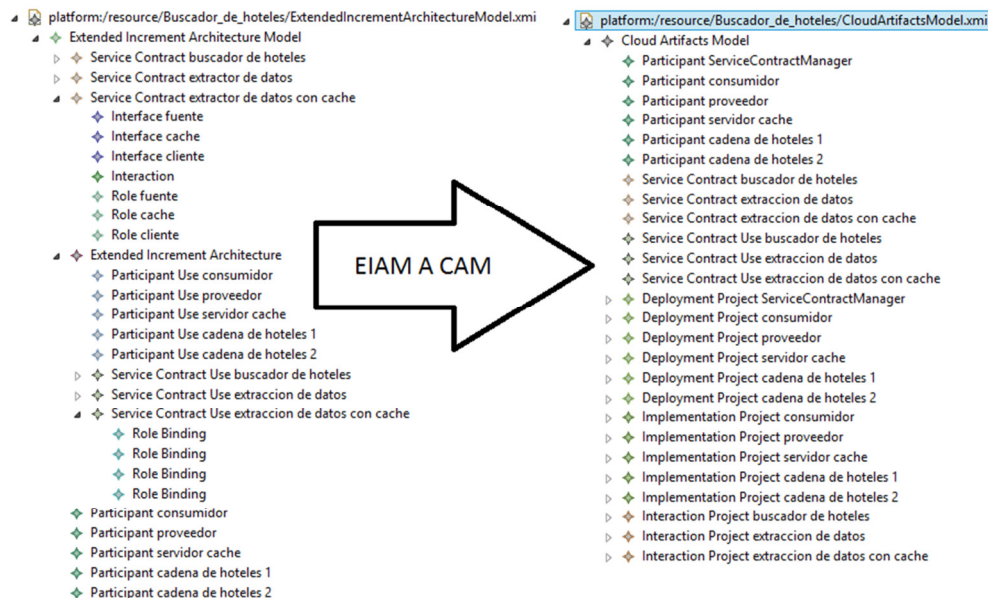 platform:/resource/Buscador_de_hoteles/ExtendedIncrementArchitectureModel.xmi
Extended Increment Architecture Model
Service Contract buscador de hoteles
Service Contract extractor de datos
Service Contract extractor de datos con cache
Interface fuente
Interface cache
Interface cliente
Interaction
Role fuente
Role cache
Role cliente
Extended Increment Architecture
Participant Use consumidor
Participant Use proveedor
Participant Use servidor cache
Participant Use cadena de hoteles 1
Participant Use cadena de hoteles 2
Service Contract Use buscador de hoteles
Service Contract Use extraccion de datos
Service Contract Use extraccion de datos con cache
Role Binding
Role Binding
Role Binding
Role Binding
Participant consumidor
Participant proveedor
Participant servidor cache
Participant cadena de hoteles 1
Participant cadena de hoteles 2
EIAM A CAM
platform:/resource/Buscador_de_hoteles/CloudArtifactsModel.xmi
Cloud Artifacts Model
Participant ServiceContractManager
Participant consumidor
Participant proveedor
Participant servidor cache
Participant cadena de hoteles 1
Participant cadena de hoteles 2
Service Contract buscador de hoteles
Service Contract extraccion de datos
Service Contract extraccion de datos con cache
Service Contract Use buscador de hoteles
Service Contract Use extraccion de datos
Service Contract Use extraccion de datos con cache
Deployment Project ServiceContractManager
Deployment Project consumidor
Deployment Project proveedor
Deployment Project servidor cache
Deployment Project cadena de hoteles 1
Deployment Project cadena de hoteles 2
Implementation Project consumidor
Implementation Project proveedor
Implementation Project servidor cache
Implementation Project cadena de hoteles 1
Implementation Project cadena de hoteles 2
Interaction Project buscador de hoteles
Interaction Project extraccion de datos
Interaction Project extraccion de datos con cache